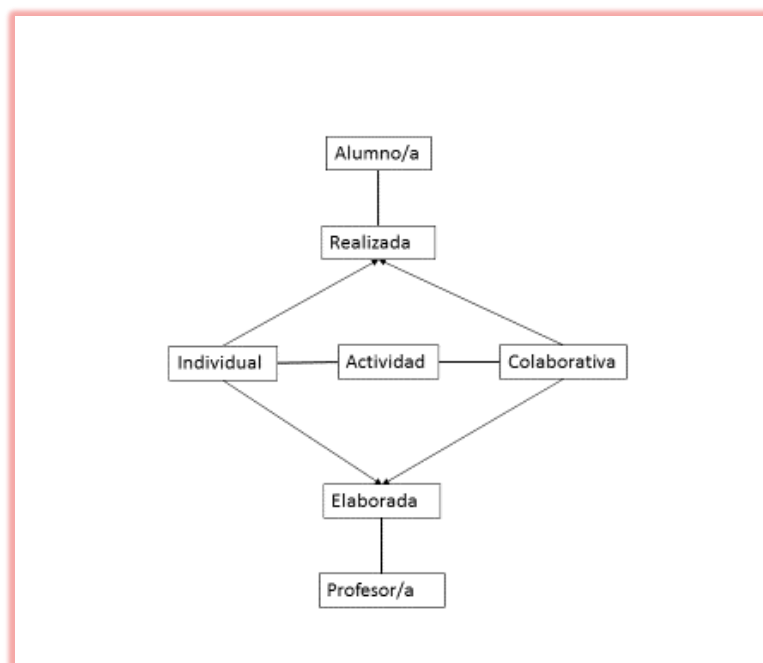 Alumno/a
Realizada
Individual
Actividad
Colaborativa
Elaborada
Profesor/a